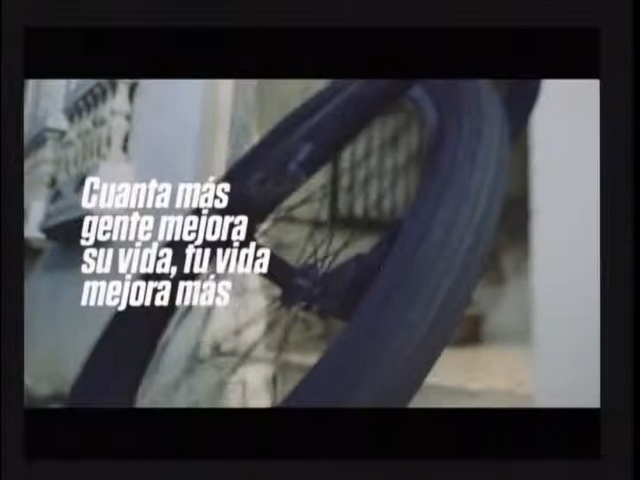 Cuanta más
gente mejora
su vida, tu vida
mejora más